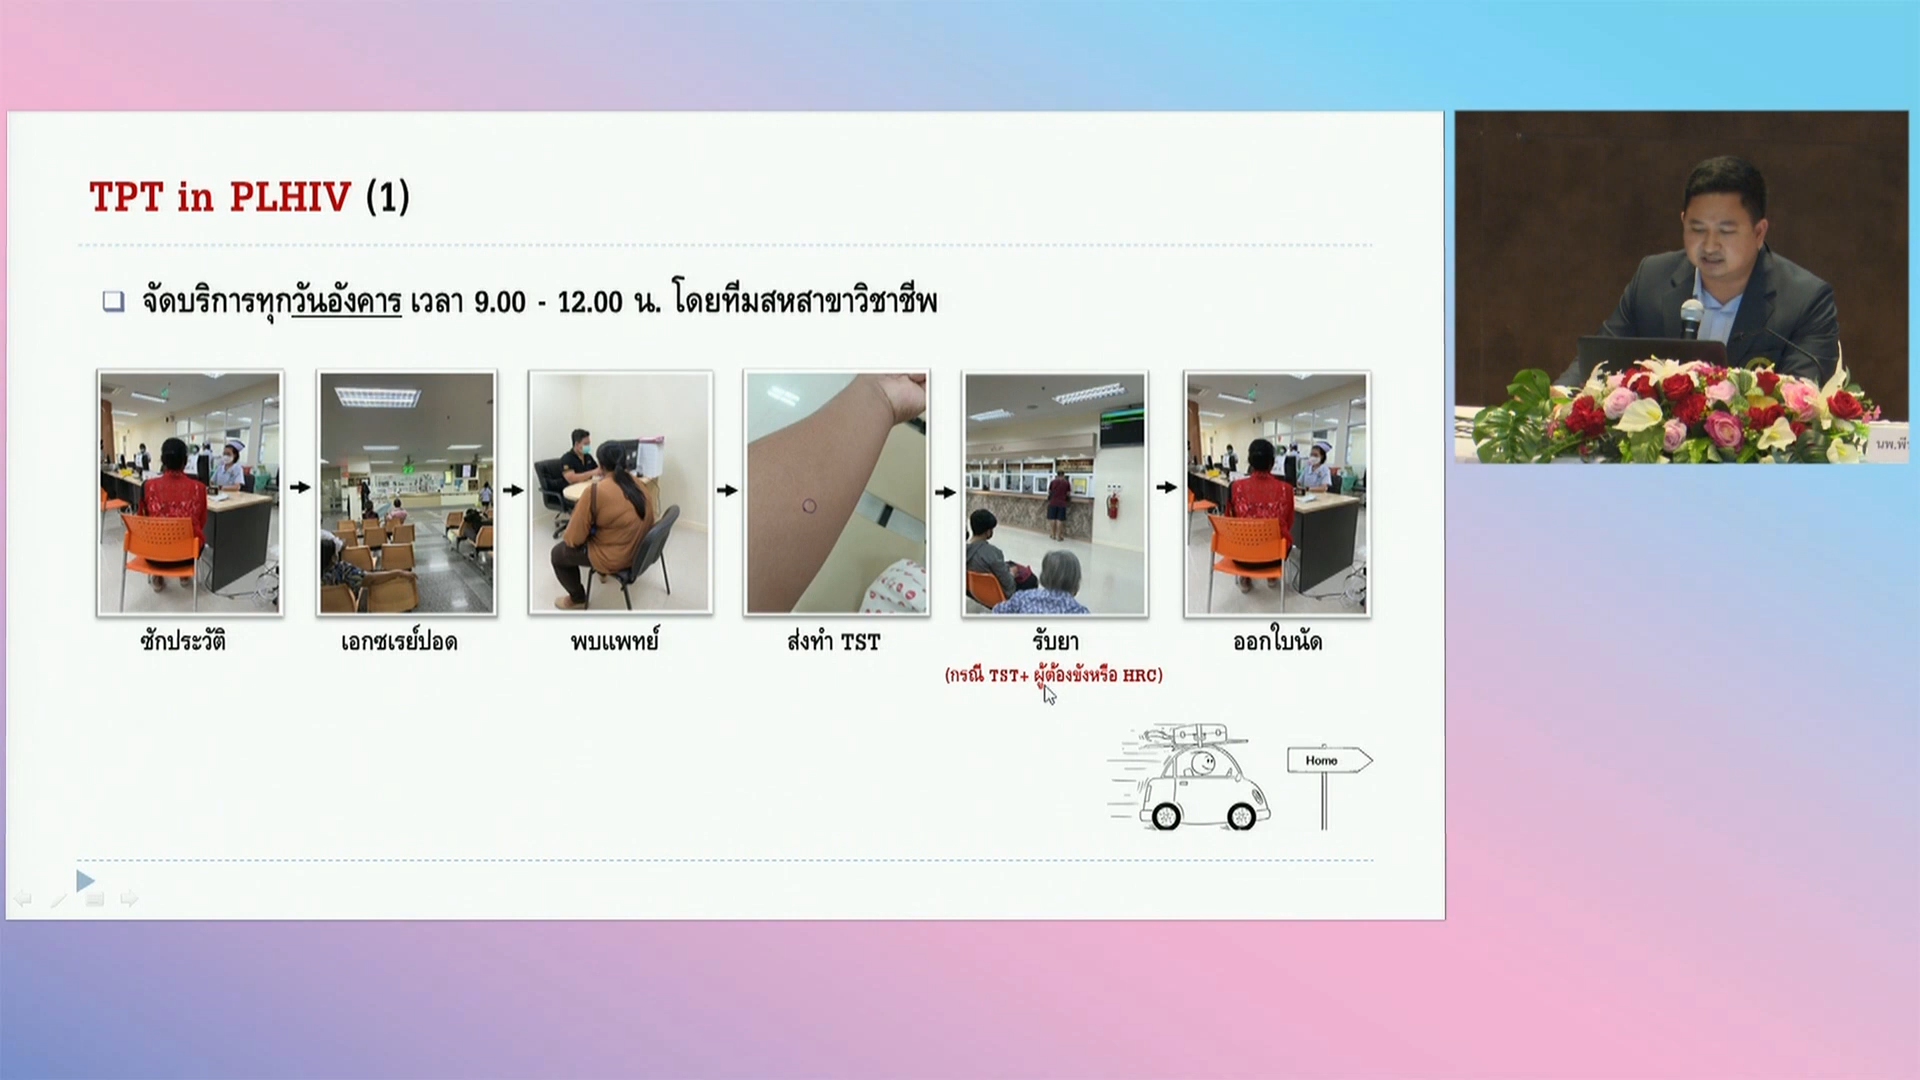 TPT in PLHIV (1)
จัดบริการทุกวันอังคาร เวลา 9.00 - 12.00 น. โดยทีมสหสาขาวิชาชีพ
ซักประวัติ
เอกซเรย์ปอด
พบแพทย์
ส่งทำ TST
รับยา
(กรณี TST+ ผู้ต้องขังหรือ HRC)
ออกใบนัด
Home
นพ.พี